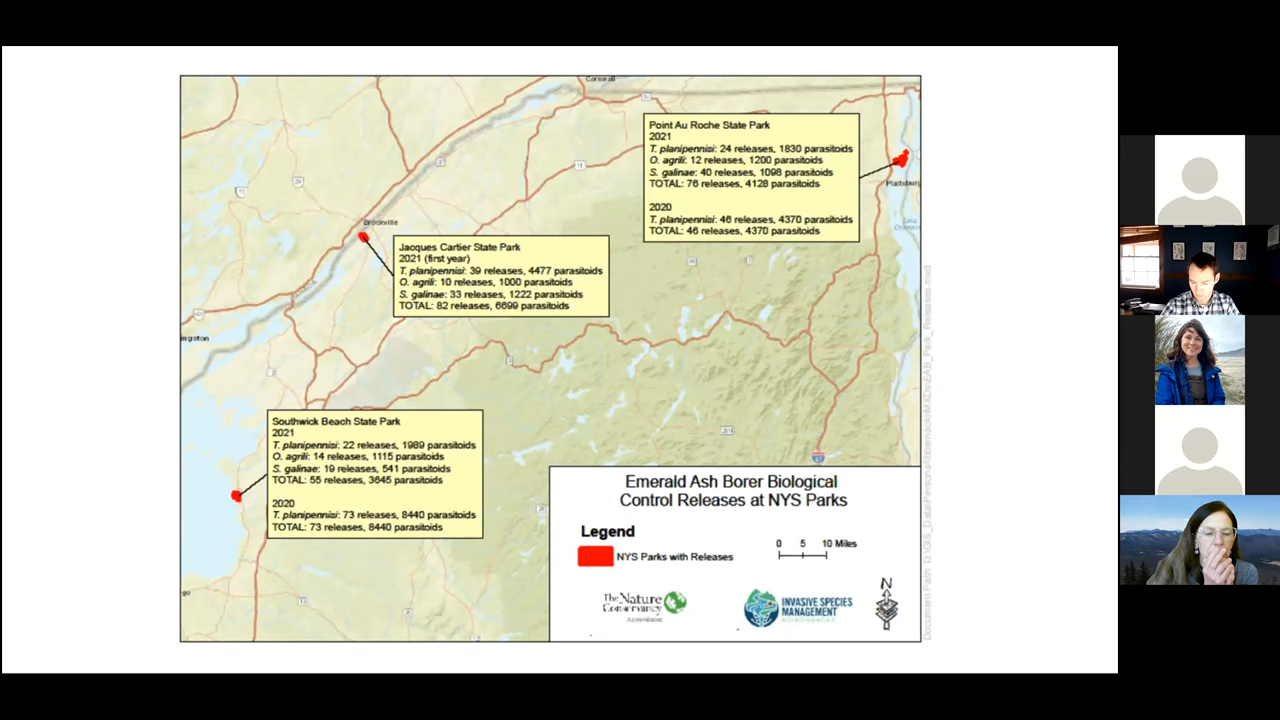 Cornwall
Point Au Roche State Park
2021
T. planipennisi: 24 releases, 1830 parasitoids
O. agrili: 12 releases, 1200 parasitoids
S. galinae: 40 releases, 1098 parasitoids
TOTAL: 76 releases, 4128 parasitoids
2020
T. planipennisi: 46 releases, 4370 parasitoids
TOTAL: 46 releases, 4370 parasitoids
Plattsburg
Brockville
Jacques Cartier State Park
2021 (first year)
T. planipennisi: 39 releases, 4477 parasitoids
O. agrili: 10 releases, 1000 parasitoids
S. galinae: 33 releases, 1222 parasitoids
TOTAL: 82 releases, 6699 parasitoids
ngston
Southwick Beach State Park
2021
T. planipennisi: 22 releases, 1989 parasitoids
O. agrili: 14 releases, 1115 parasitoids
S. galinae: 19 releases, 541 parasitoids
TOTAL: 55 releases, 3645 parasitoids
2020
T. planipennisi: 73 releases, 8440 parasitoids
TOTAL: 73 releases, 8440 parasitoids
Emerald Ash Borer Biological
Control Releases at NYS Parks
Legend
NYS Parks with Releases
0 5 10 Miles
The Nature
Conservancy
Adirondacks
INVASIVE SPECIES
MANAGEMENT
ADIRONDACKS
N